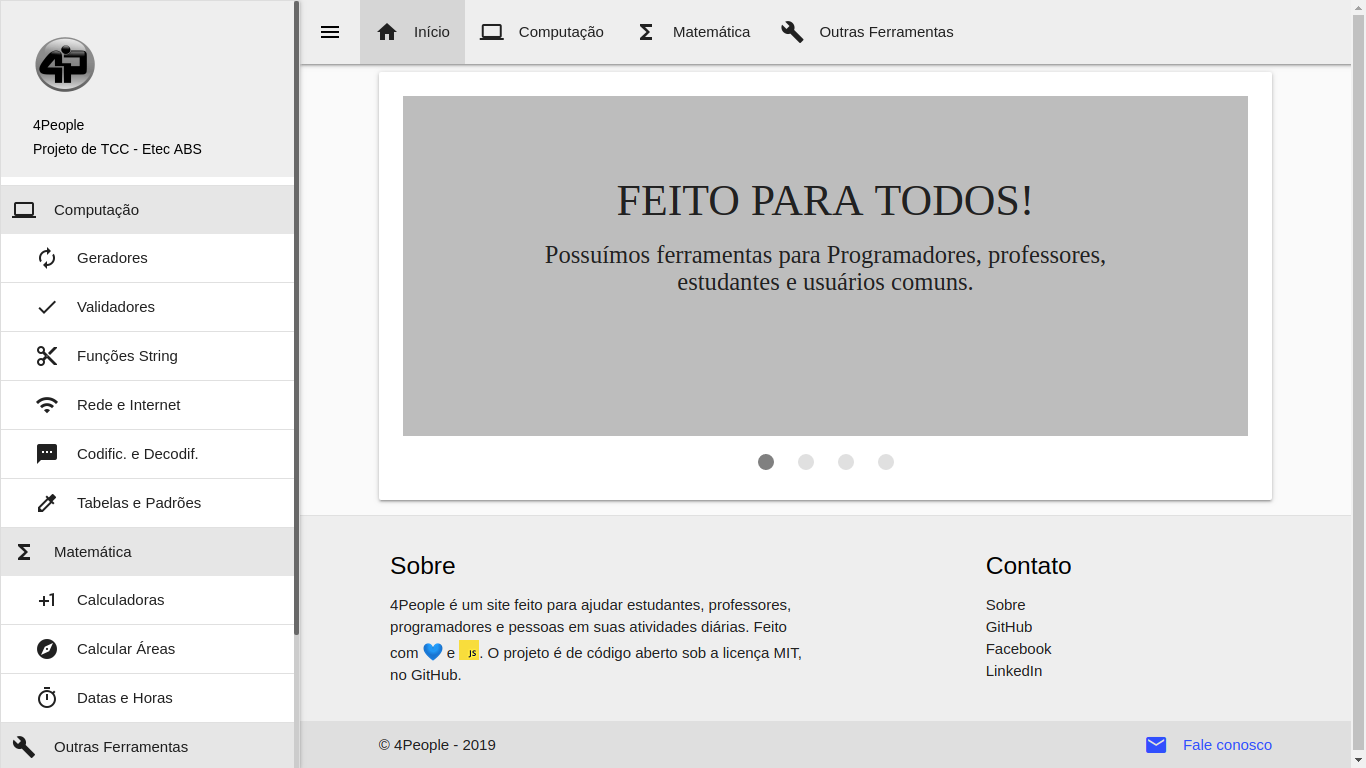 4P
4People
Projeto de TCC - Etec ABS
Computação
Geradores
Validadores
Funções String
Rede e Internet
Codific. e Decodif.
Tabelas e Padrões
Matemática
+1 Calculadoras
Calcular Áreas
Datas e Horas
Outras Ferramentas
Início
Computação
Matemática
Outras Ferramentas
FEITO PARA TODOS!
Possuímos ferramentas para Programadores, professores,
estudantes e usuários comuns.
Sobre
4People é um site feito para ajudar estudantes, professores,
programadores e pessoas em suas atividades diárias. Feito
com 💙 e JS. O projeto é de código aberto sob a licença MIT,
no GitHub.
Contato
Sobre
GitHub
Facebook
LinkedIn
© 4People - 2019
Fale conosco